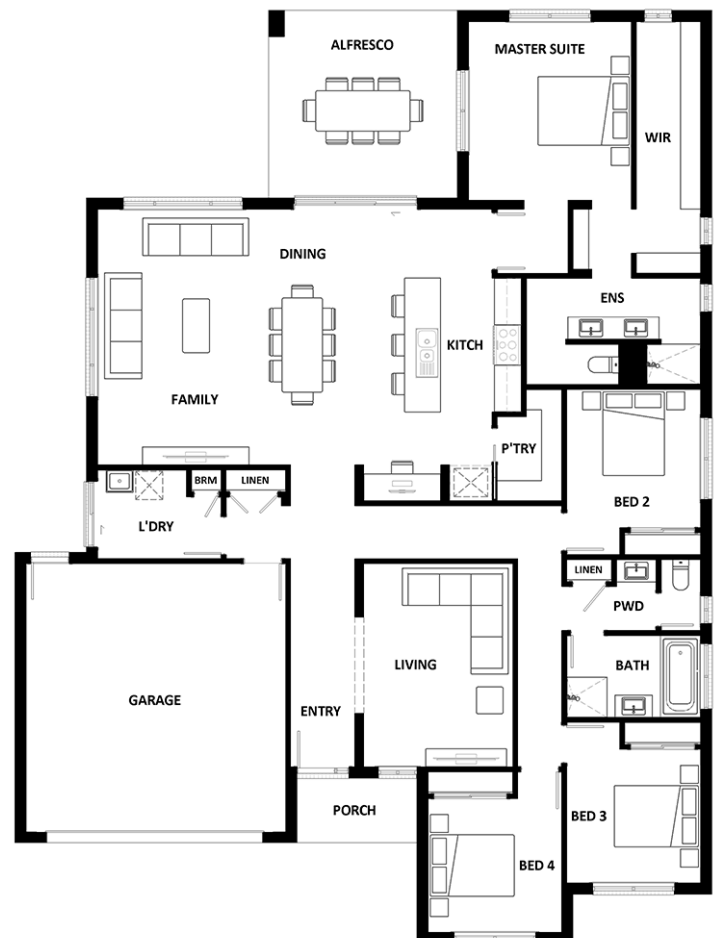 ALFRESCO
MASTER SUITE
WIR
DINING
ENS
KITCH
FAMILY
P'TRY
BRM
LINEN
BED 2
L'DRY
LINEN
PWD
LIVING
BATH
GARAGE
ENTRY
PORCH
BED 3
BED 4